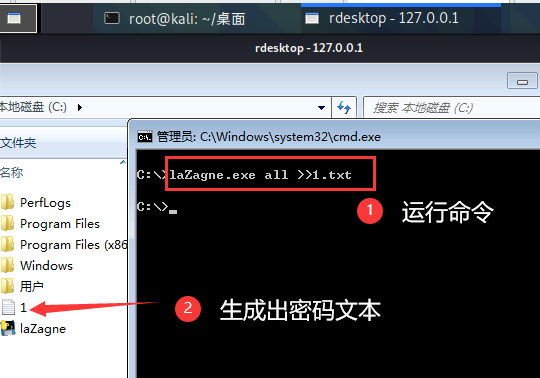 root@kali: ~/桌面
rdesktop - 127.0.0.1
rdesktop - 127.0.0.1
本地磁盘 (C:)
搜索 本地磁盘 (C:)
文件夹
名称
PerfLogs
Program Files
Program Files (x86
Windows
用户
1
laZagne
管理员: C:\Windows\system32\cmd.exe
C:\>laZagne.exe all >>1.txt
C:\>
1 运行命令
2 生成出密码文本